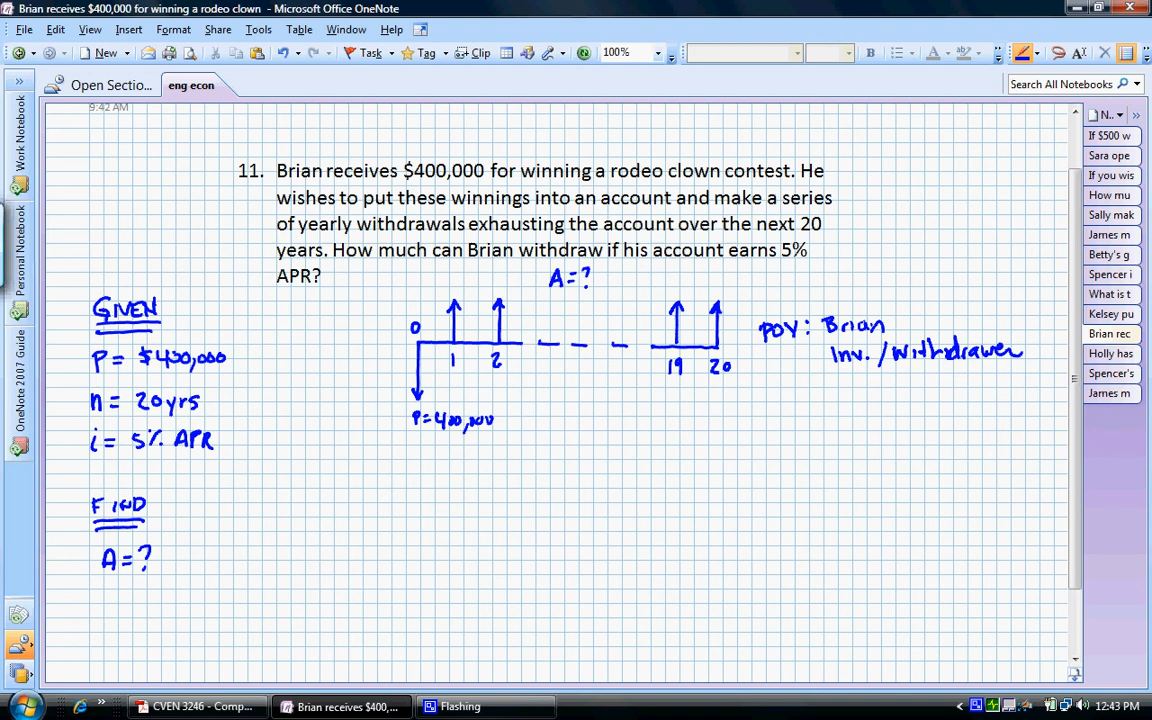 Brian receives $400,000 for winning a rodeo clown - Microsoft Office OneNote
File Edit View Insert Format Share Tools Table Window Help
New Task Tag Clip 100% B A A
Open Sectio... eng econ
Search All Notebooks
9:42 AM
N..
If $500 w
Sara ope
If you wis
How mu
Sally mak
James m
Betty's g
Spencer i
What is t
Kelsey pu
Brian rec
Holly has
Spencer's
James m
Work Notebook
Personal Notebook
OneNote 2007 Guide
11. Brian receives $400,000 for winning a rodeo clown contest. He
wishes to put these winnings into an account and make a series
of yearly withdrawals exhausting the account over the next 20
years. How much can Brian withdraw if his account earns 5%
APR?
A=?
GIVEN
P= $400,000
n= 20yrs
i= 5% APR
FIND
A=?
0
1 2 19 20
P=400,000
POV: Brian
Inv./withdrawer
CVEN 3246 - Comp...
Brian receives $400,...
Flashing
12:43 PM